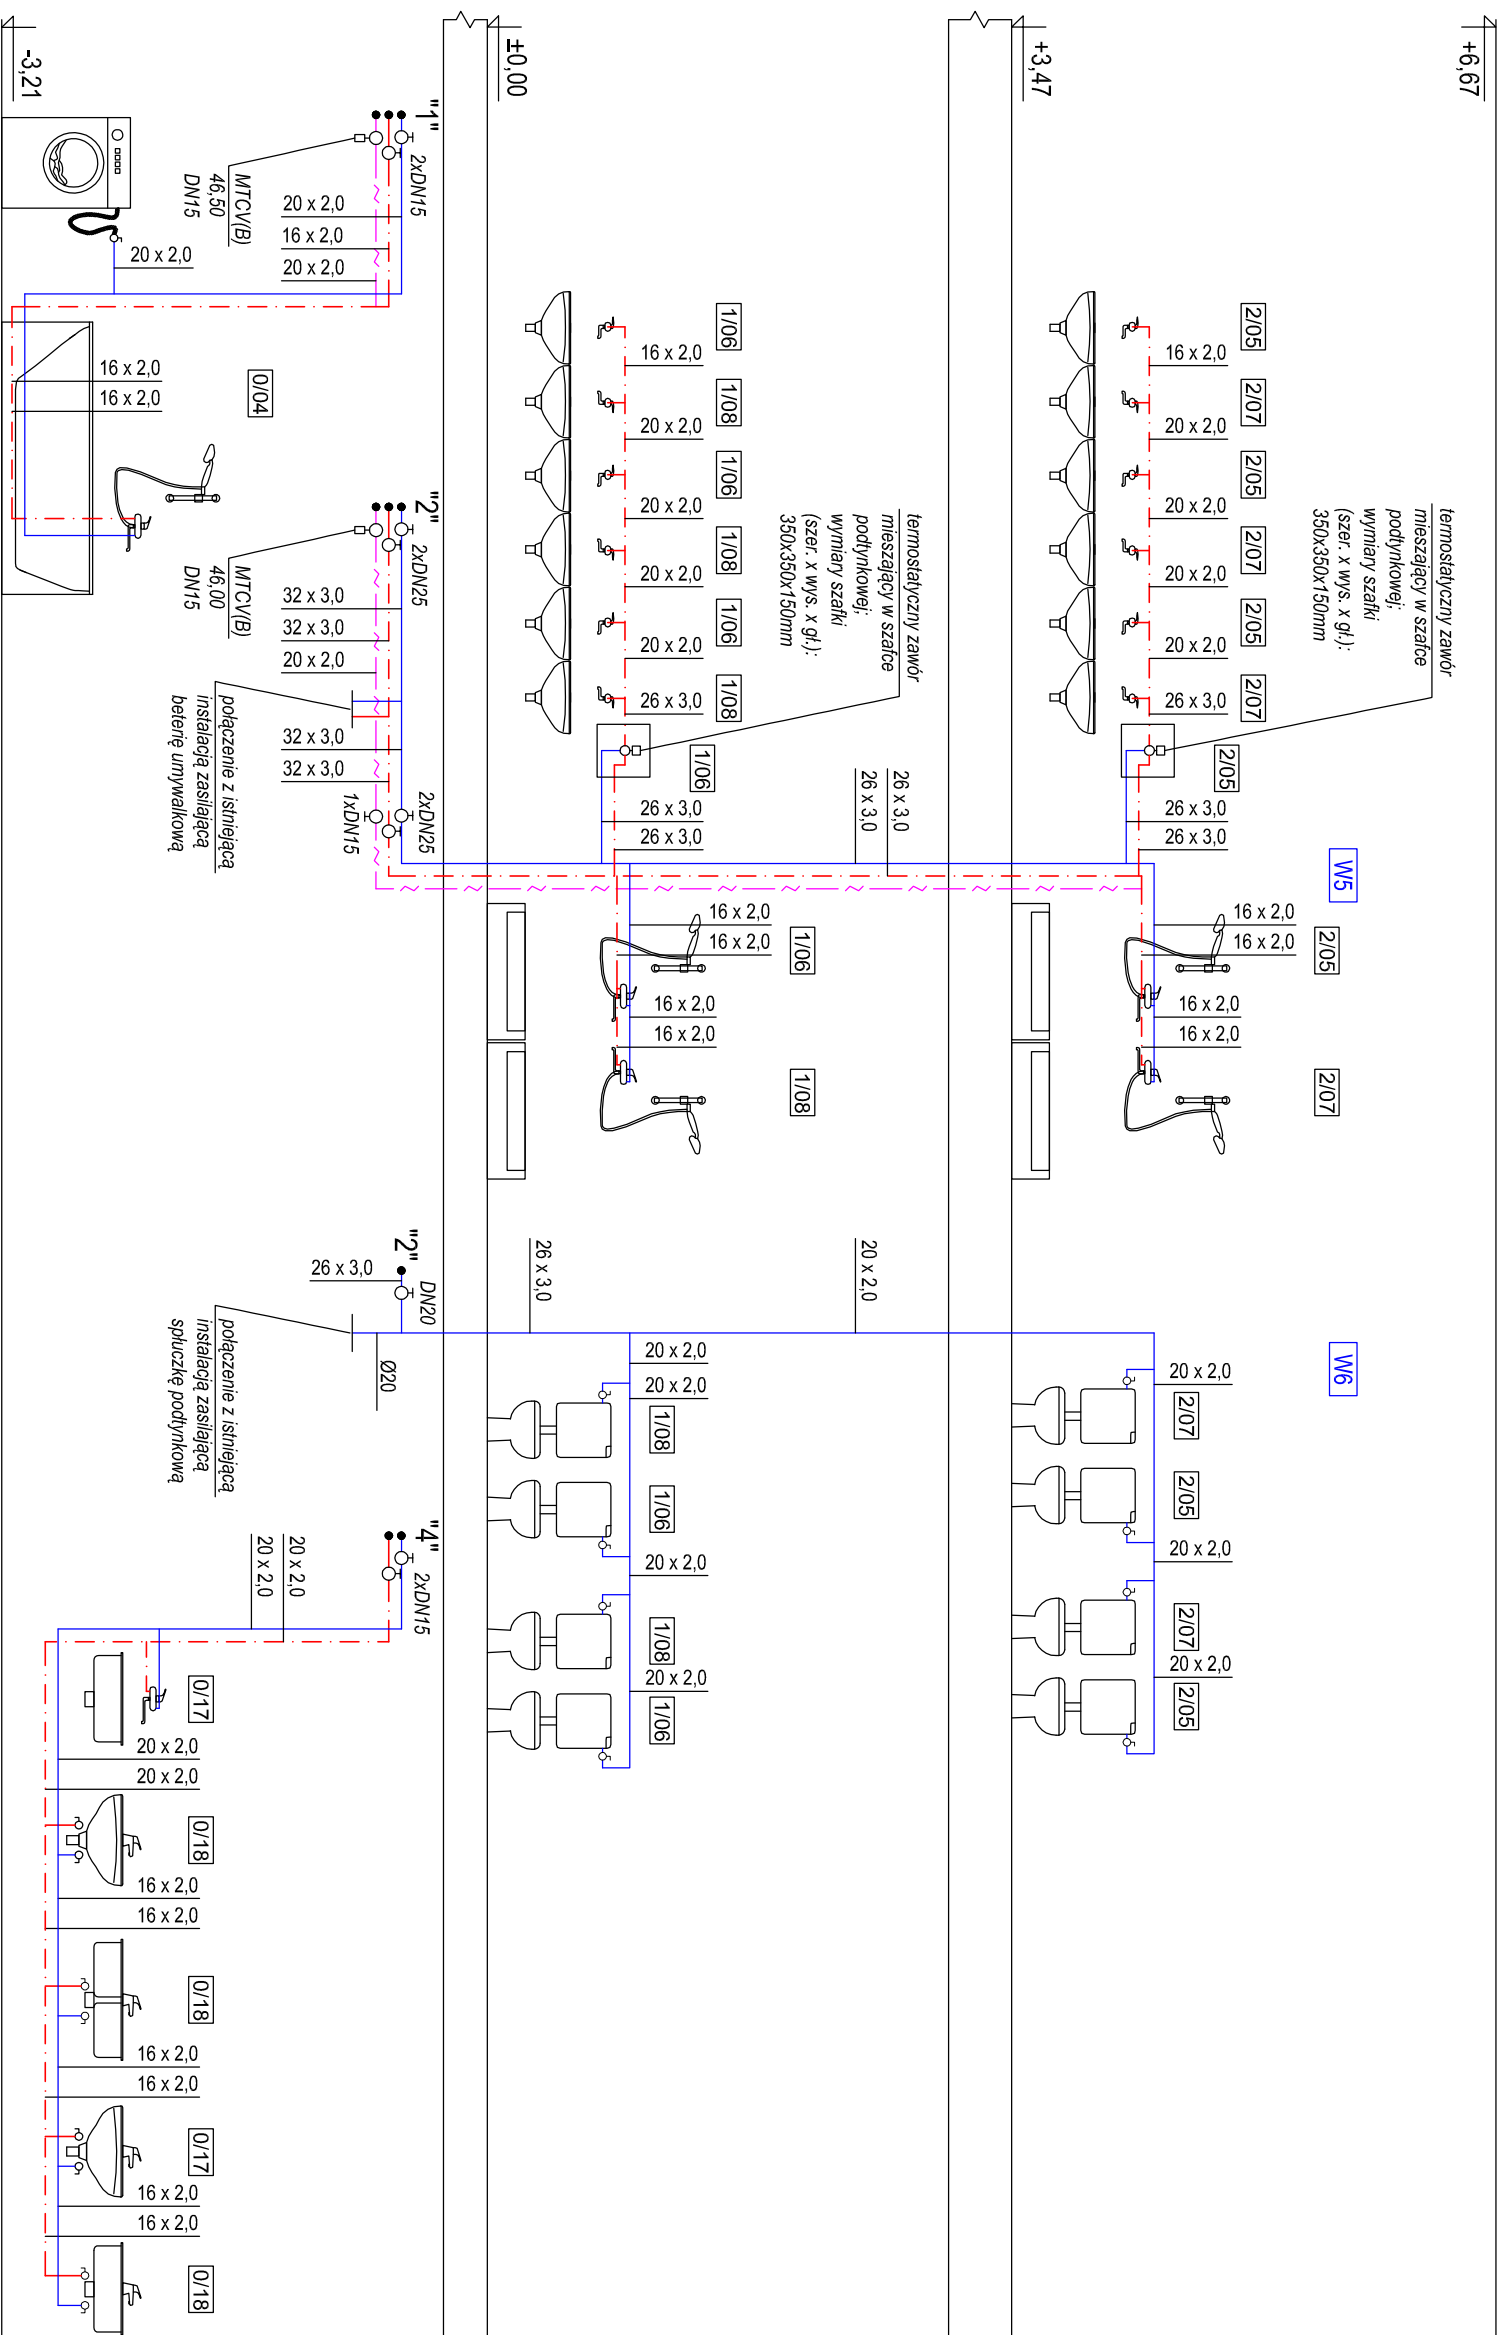 +6,67
+3,47
±0,00
-3,21
termostatyczny zawór
mieszający w szafce
podtynkowej;
wymiary szafki
(szer. x wys. x gł.):
350x350x150mm
W5
W6
2/05
2/07
2/05
2/07
2/05
2/07
16 x 2,0
20 x 2,0
20 x 2,0
20 x 2,0
20 x 2,0
26 x 3,0
2/05
26 x 3,0
26 x 3,0
2/05
16 x 2,0
16 x 2,0
16 x 2,0
16 x 2,0
2/07
20 x 2,0
2/07
2/05
20 x 2,0
2/07
20 x 2,0
2/05
26 x 3,0
26 x 3,0
20 x 2,0
termostatyczny zawór
mieszający w szafce
podtynkowej;
wymiary szafki
(szer. x wys. x gł.):
350x350x150mm
1/06
1/08
1/06
1/08
1/06
1/08
16 x 2,0
20 x 2,0
20 x 2,0
20 x 2,0
20 x 2,0
26 x 3,0
1/06
26 x 3,0
26 x 3,0
1/06
16 x 2,0
16 x 2,0
16 x 2,0
16 x 2,0
1/08
20 x 2,0
20 x 2,0
1/08
1/06
20 x 2,0
1/08
20 x 2,0
1/06
26 x 3,0
"1"
2xDN15
MTCV(B)
46,50
DN15
20 x 2,0
16 x 2,0
20 x 2,0
20 x 2,0
16 x 2,0
16 x 2,0
0/04
"2"
2xDN25
MTCV(B)
46,00
DN15
32 x 3,0
32 x 3,0
20 x 2,0
połączenie z istniejącą
instalacją zasilającą
beterię umywalkową
32 x 3,0
32 x 3,0
2xDN25
1xDN15
"2"
DN20
26 x 3,0
Ø20
połączenie z istniejącą
instalacją zasilającą
spłuczkę podtynkową
"4"
2xDN15
20 x 2,0
20 x 2,0
0/17
20 x 2,0
20 x 2,0
0/18
16 x 2,0
16 x 2,0
0/18
16 x 2,0
16 x 2,0
0/17
16 x 2,0
16 x 2,0
0/18